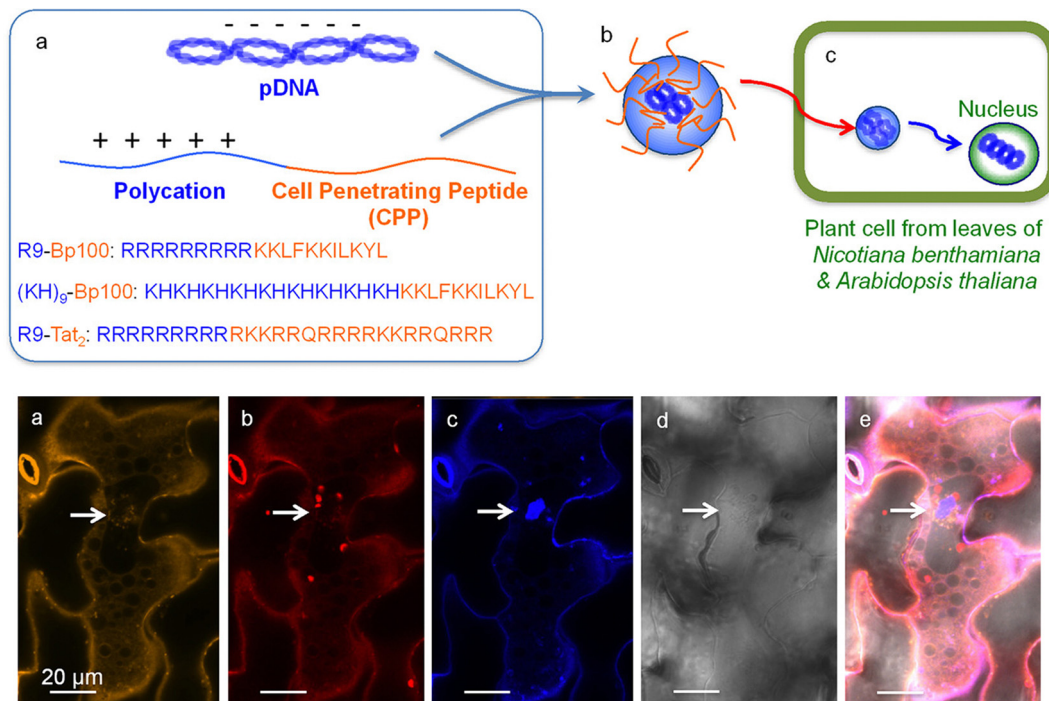 a
- - - - - -
pDNA
+ + + + +
Polycation
Cell Penetrating Peptide
(CPP)
R9-Bp100: RRRRRRRRRKKLFKKILKYL
(KH)9-Bp100: KHKHKHKHKHKHKHKHKHKKLFKKILKYL
R9-Tat2: RRRRRRRRRRKKRRQRRRRKKRRQRRR
b
c
Nucleus
Plant cell from leaves of
Nicotiana benthamiana
& Arabidopsis thaliana
a
20 µm
b
c
d
e